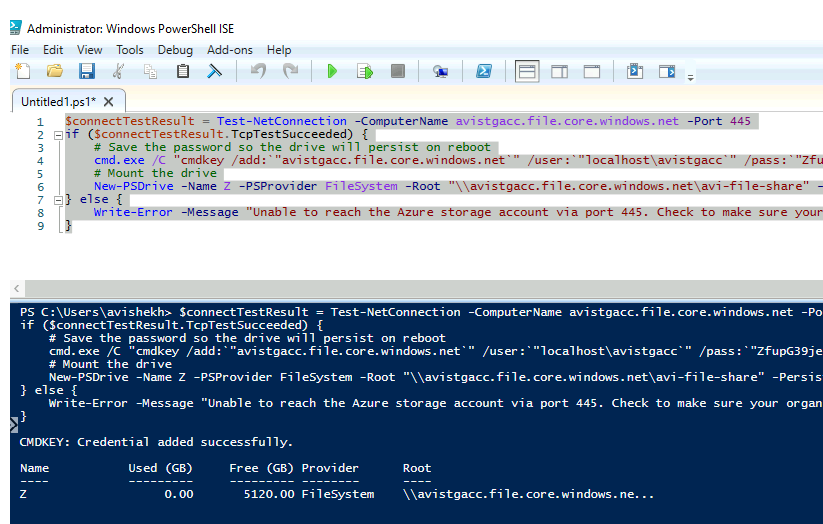 Administrator: Windows PowerShell ISE
File Edit View Tools Debug Add-ons Help
Untitled1.ps1* X
1 $connectTestResult = Test-NetConnection -ComputerName avistgacc.file.core.windows.net -Port 445
2 if ($connectTestResult.TcpTestSucceeded) {
3 # Save the password so the drive will persist on reboot
4 cmd.exe /C "cmdkey /add:`"avistgacc.file.core.windows.net`" /user:`"localhost\avistgacc`" /pass:`"Zfu
5 # Mount the drive
6 New-PSDrive -Name Z -PSProvider FileSystem -Root "\\avistgacc.file.core.windows.net\avi-file-share" -
7 } else {
8 Write-Error -Message "Unable to reach the Azure storage account via port 445. Check to make sure your
9 }
PS C:\Users\avishekh> $connectTestResult = Test-NetConnection -ComputerName avistgacc.file.core.windows.net -Po
if ($connectTestResult.TcpTestSucceeded) {
# Save the password so the drive will persist on reboot
cmd.exe /C "cmdkey /add:`"avistgacc.file.core.windows.net`" /user:`"localhost\avistgacc`" /pass:`"ZfupG39je
# Mount the drive
New-PSDrive -Name Z -PSProvider FileSystem -Root "\\avistgacc.file.core.windows.net\avi-file-share" -Persis
} else {
Write-Error -Message "Unable to reach the Azure storage account via port 445. Check to make sure your organ
}
CMDKEY: Credential added successfully.
Name Used (GB) Free (GB) Provider Root
---- --------- --------- -------- ----
Z 0.00 5120.00 FileSystem \\avistgacc.file.core.windows.ne...